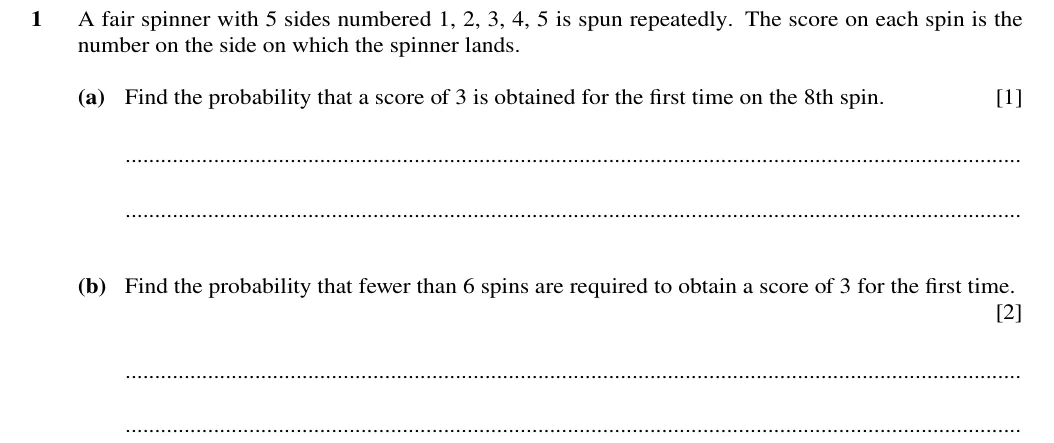 1 A fair spinner with 5 sides numbered 1, 2, 3, 4, 5 is spun repeatedly. The score on each spin is the
number on the side on which the spinner lands.
(a) Find the probability that a score of 3 is obtained for the first time on the 8th spin. [1]
(b) Find the probability that fewer than 6 spins are required to obtain a score of 3 for the first time.
[2]